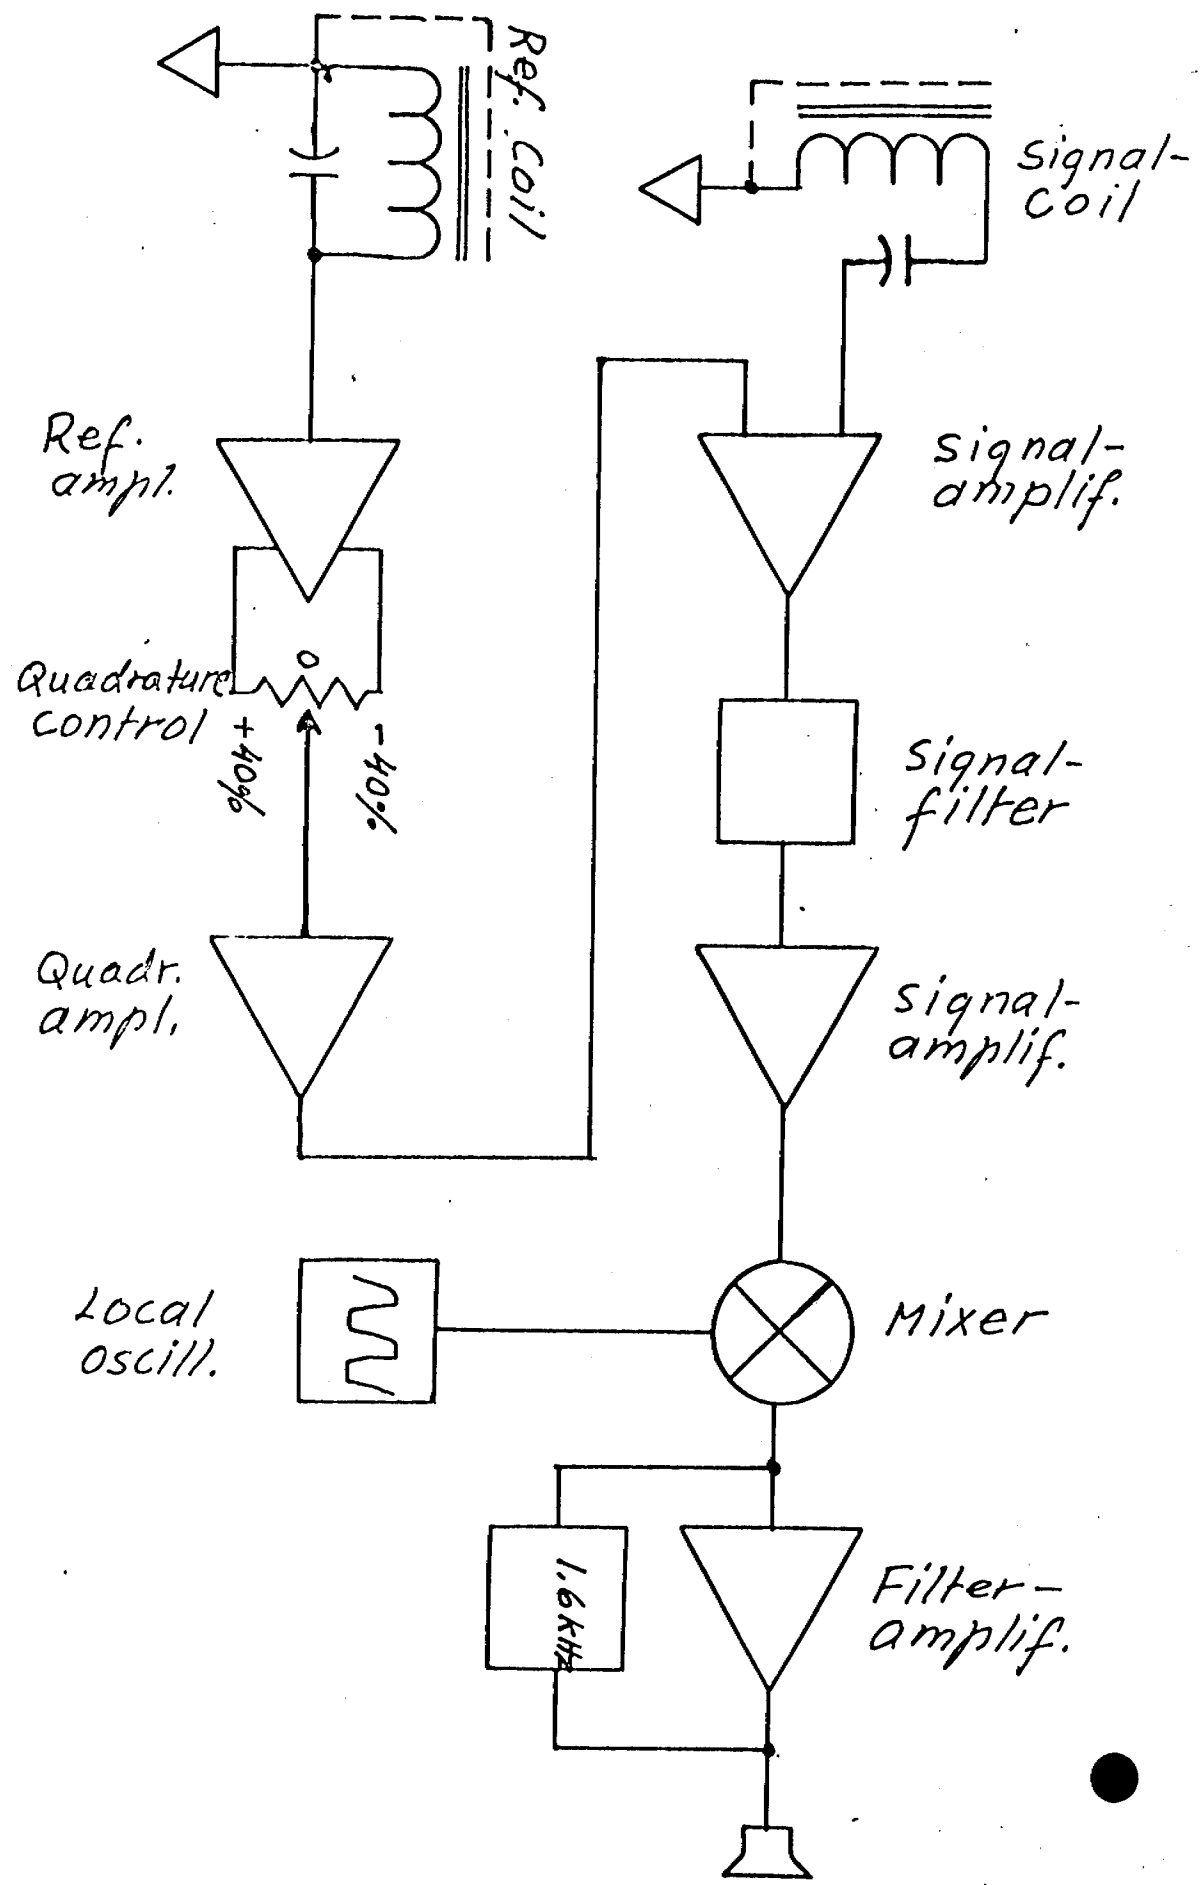 Ref. Coil
Signal-
Coil
Ref.
ampl.
Signal-
amplif.
Quadrature
control
0
+40%
-40%
Signal-
filter
Quadr.
ampl.
Signal-
amplif.
Local
oscill.
Mixer
1.6kHz
Filter-
amplif.